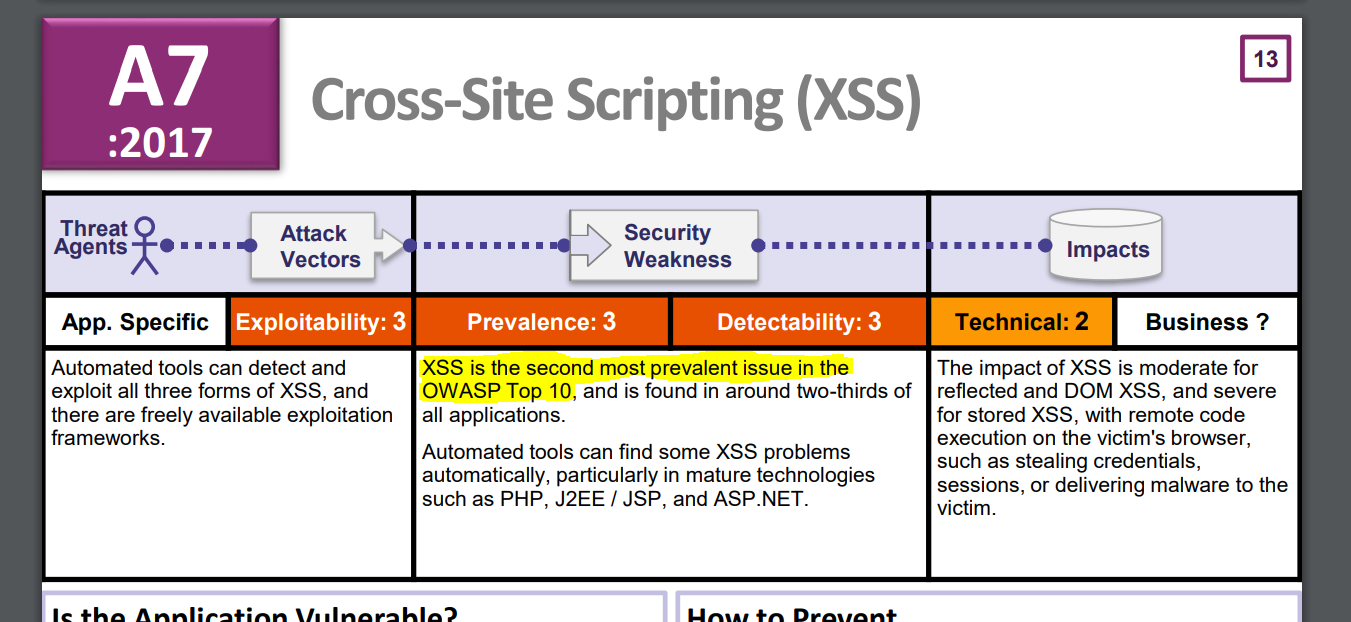 A7
:2017
Cross-Site Scripting (XSS)
13
Threat
Agents
Attack
Vectors
Security
Weakness
Impacts
App. Specific
Exploitability: 3
Prevalence: 3
Detectability: 3
Technical: 2
Business ?
Automated tools can detect and
exploit all three forms of XSS, and
there are freely available exploitation
frameworks.
XSS is the second most prevalent issue in the
OWASP Top 10, and is found in around two-thirds of
all applications.
Automated tools can find some XSS problems
automatically, particularly in mature technologies
such as PHP, J2EE / JSP, and ASP.NET.
The impact of XSS is moderate for
reflected and DOM XSS, and severe
for stored XSS, with remote code
execution on the victim's browser,
such as stealing credentials,
sessions, or delivering malware to the
victim.
Is the Application Vulnerable?
How to Prevent